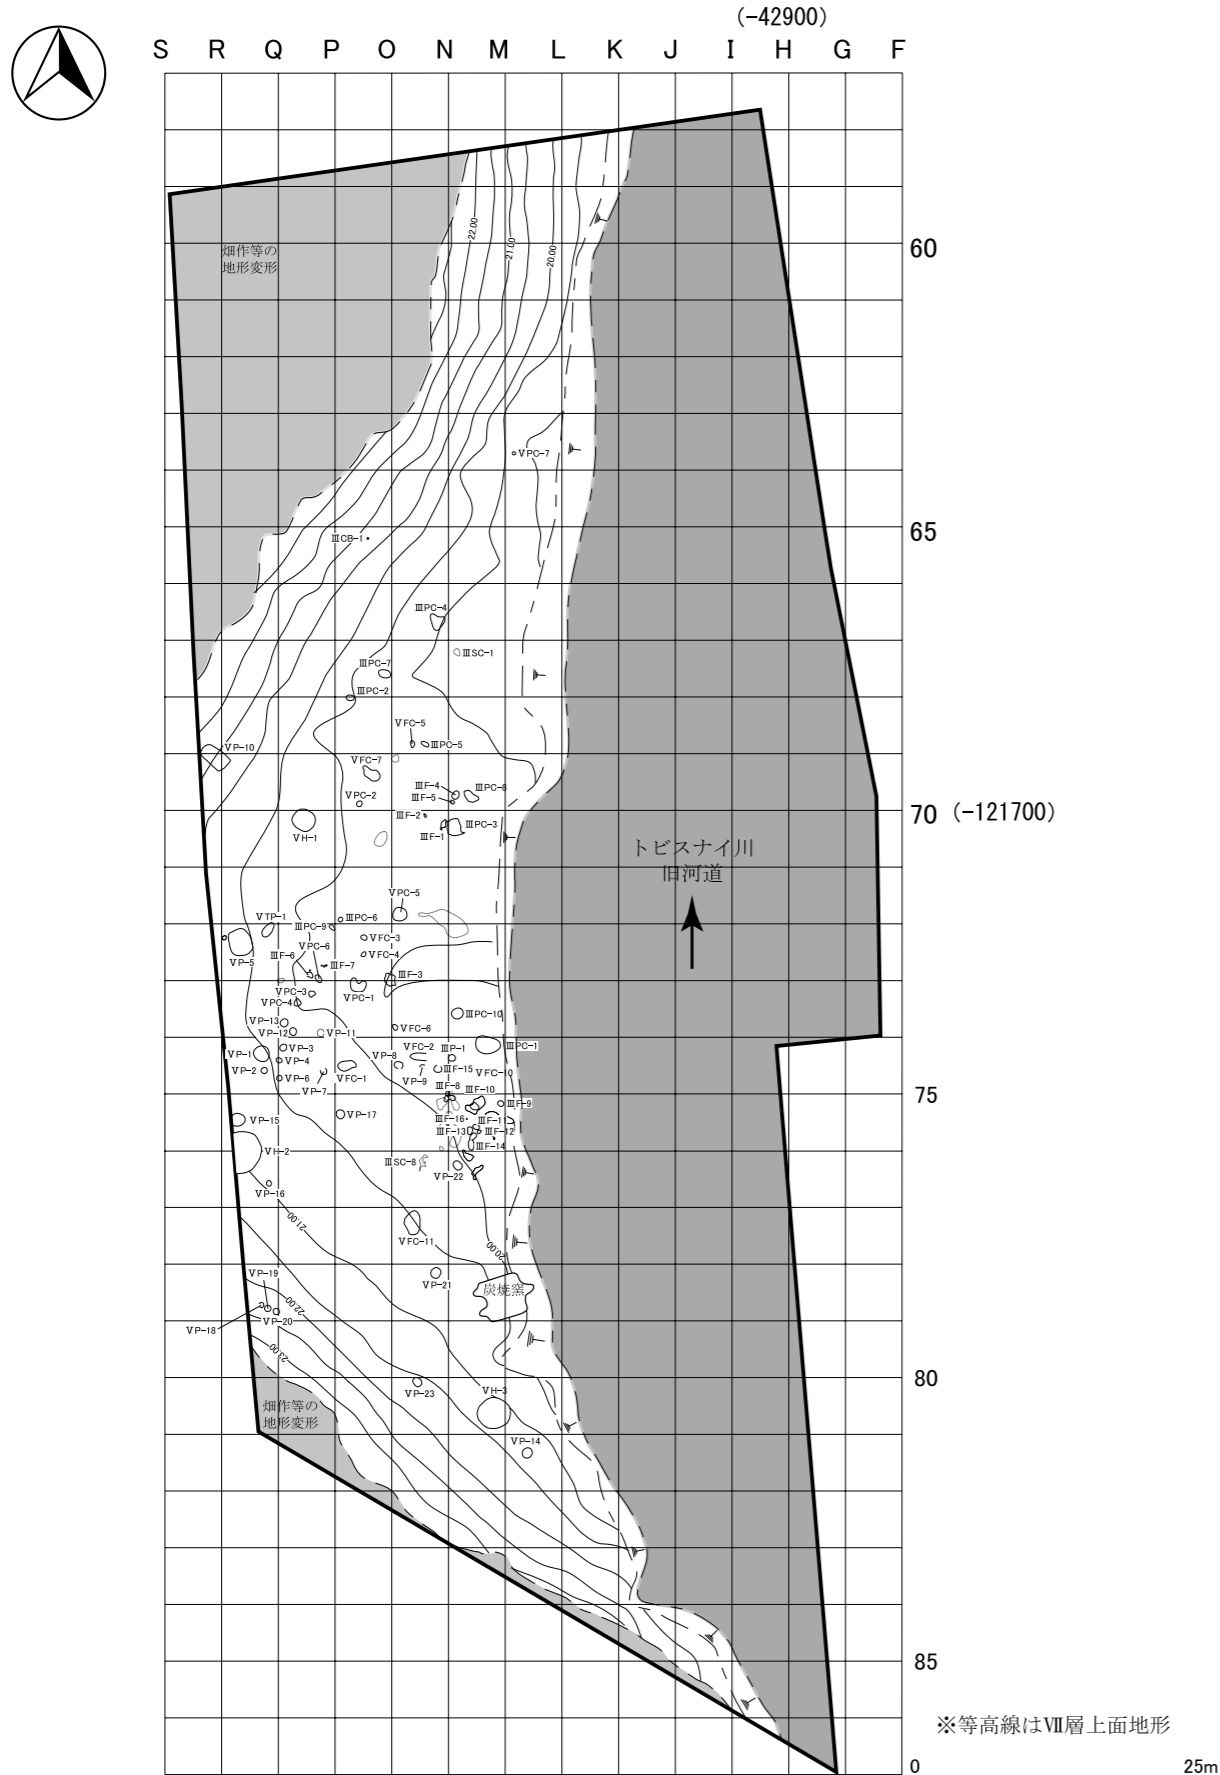 (-42900)
S R Q P O N M L K J I H G F
畑作等の
地形変形
22.00
21.00
20.00
60
ⅤPC-7
65
ⅢCB-1
ⅢPC-4
ⅢSC-1
ⅢPC-7
ⅢPC-2
ⅤFC-5
ⅢPC-5
ⅤP-10
ⅤFC-7
ⅢF-4
ⅢPC-8
ⅤPC-2
ⅢF-5
ⅢF-2
ⅢPC-3
ⅤH-1
ⅢF-1
70 (-121700)
トビスナイ川
旧河道
ⅤPC-5
ⅤTP-1
ⅢPC-6
ⅢPC-9
ⅤFC-3
ⅤPC-6
ⅢF-6
ⅤFC-4
ⅤP-5
ⅢF-7
ⅢF-3
ⅤPC-3
ⅤPC-1
ⅤPC-4
ⅢPC-10
ⅤP-13
ⅤP-12
ⅤP-11
ⅤFC-6
ⅤP-3
ⅤFC-2
ⅢP-1
ⅢPC-1
ⅤP-1
ⅤP-4
ⅤP-8
ⅢF-15
ⅤP-2
ⅤP-6
ⅤP-7
ⅤFC-1
ⅤP-9
ⅤFC-10
ⅢF-8
ⅢF-10
75
ⅢF-9
ⅤP-15
ⅤP-17
ⅢF-16
ⅢF-11
ⅢF-13
ⅢF-12
ⅢF-14
ⅤH-2
ⅢSC-8
ⅤP-22
ⅤP-16
21.00
ⅤFC-11
20.00
ⅤP-19
ⅤP-21
炭焼窯
22.00
ⅤP-20
ⅤP-18
23.00
80
ⅤP-23
ⅤH-3
畑作等の
地形変形
ⅤP-14
85
※等高線はⅦ層上面地形
0 25m